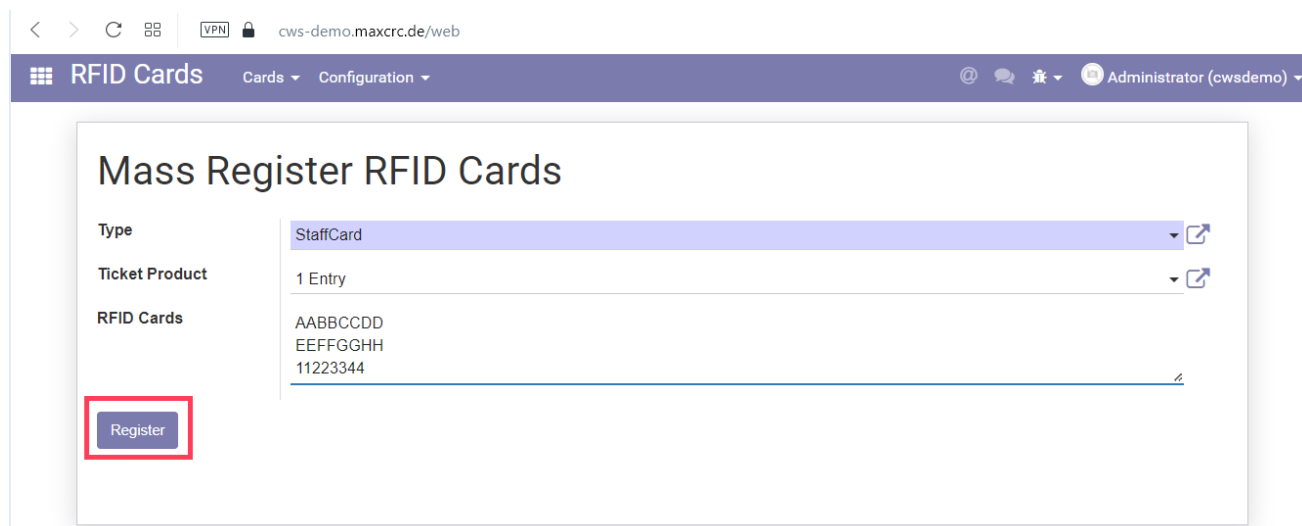 VPN cws-demo.maxcrc.de/web
RFID Cards Cards Configuration @ Administrator (cwsdemo)
Mass Register RFID Cards
Type StaffCard
Ticket Product 1 Entry
RFID Cards AABBCCDD
EEFFGGHH
11223344
Register